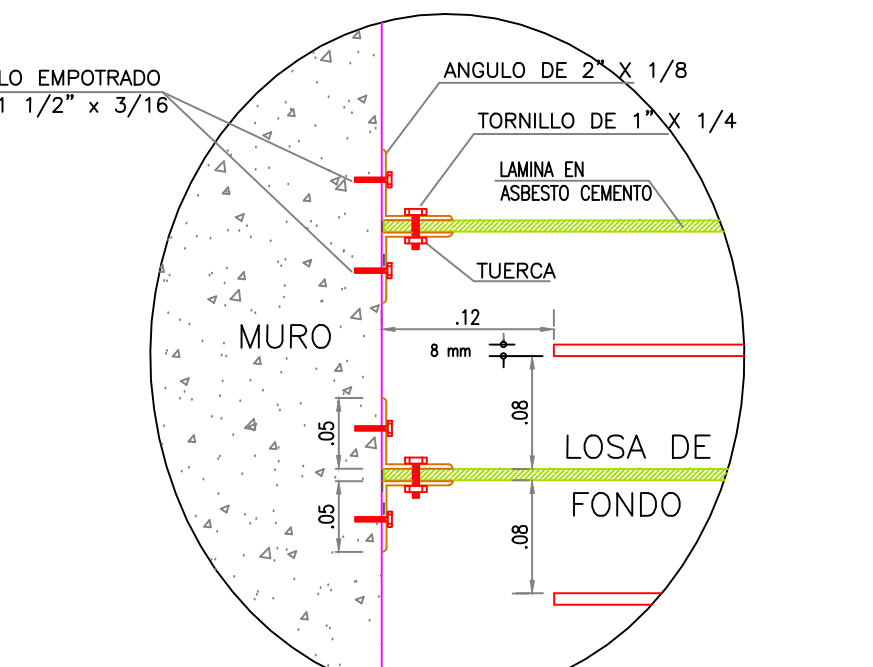 LO EMPOTRADO
1 1/2" x 3/16
ANGULO DE 2" X 1/8
TORNILLO DE 1" X 1/4
LAMINA EN
ASBESTO CEMENTO
TUERCA
.12
MURO
8 mm
.05
.08
LOSA DE
FONDO
.05
.08